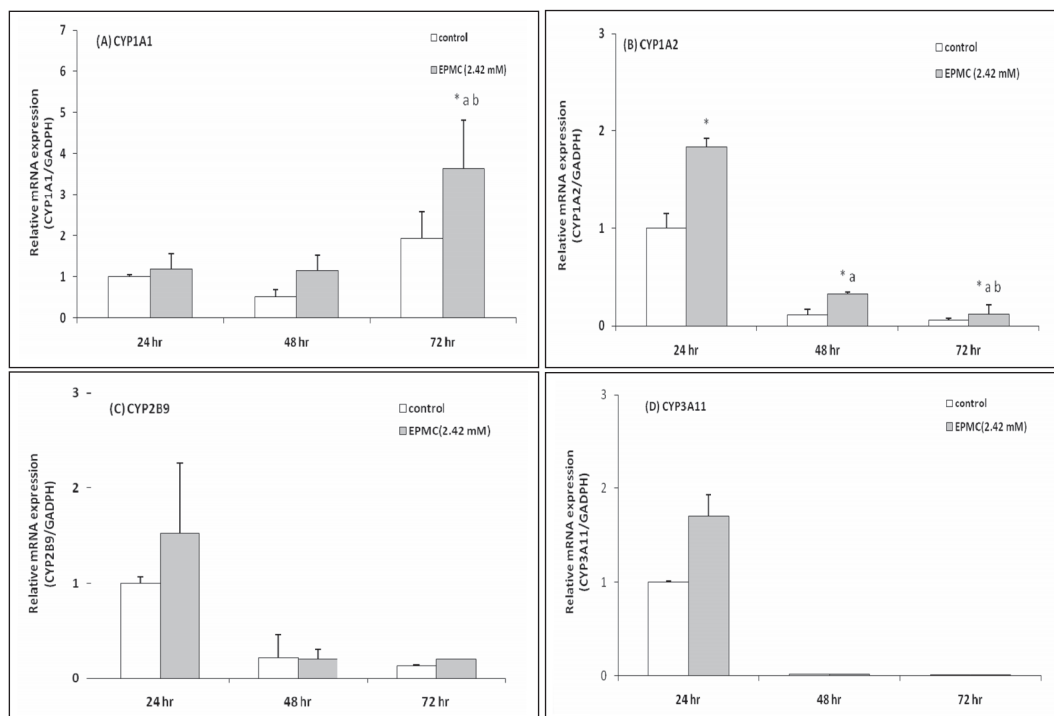 (A) CYP1A1
control
EPMC (2.42 mM)
* a b
Relative mRNA expression
(CYP1A1/GADPH)
7
6
5
4
3
2
1
0
24 hr
48 hr
72 hr
(B) CYP1A2
control
EPMC (2.42 mM)
*
* a
* a b
Relative mRNA expression
(CYP1A2/GADPH)
3
2
1
0
24 hr
48 hr
72 hr
(C) CYP2B9
control
EPMC(2.42 mM)
Relative mRNA expression
(CYP2B9/GADPH)
3
2
1
0
24 hr
48 hr
72 hr
(D) CYP3A11
control
EPMC(2.42 mM)
Relative mRNA expression
(CYP3A11/GADPH)
3
2
1
0
24 hr
48 hr
72 hr